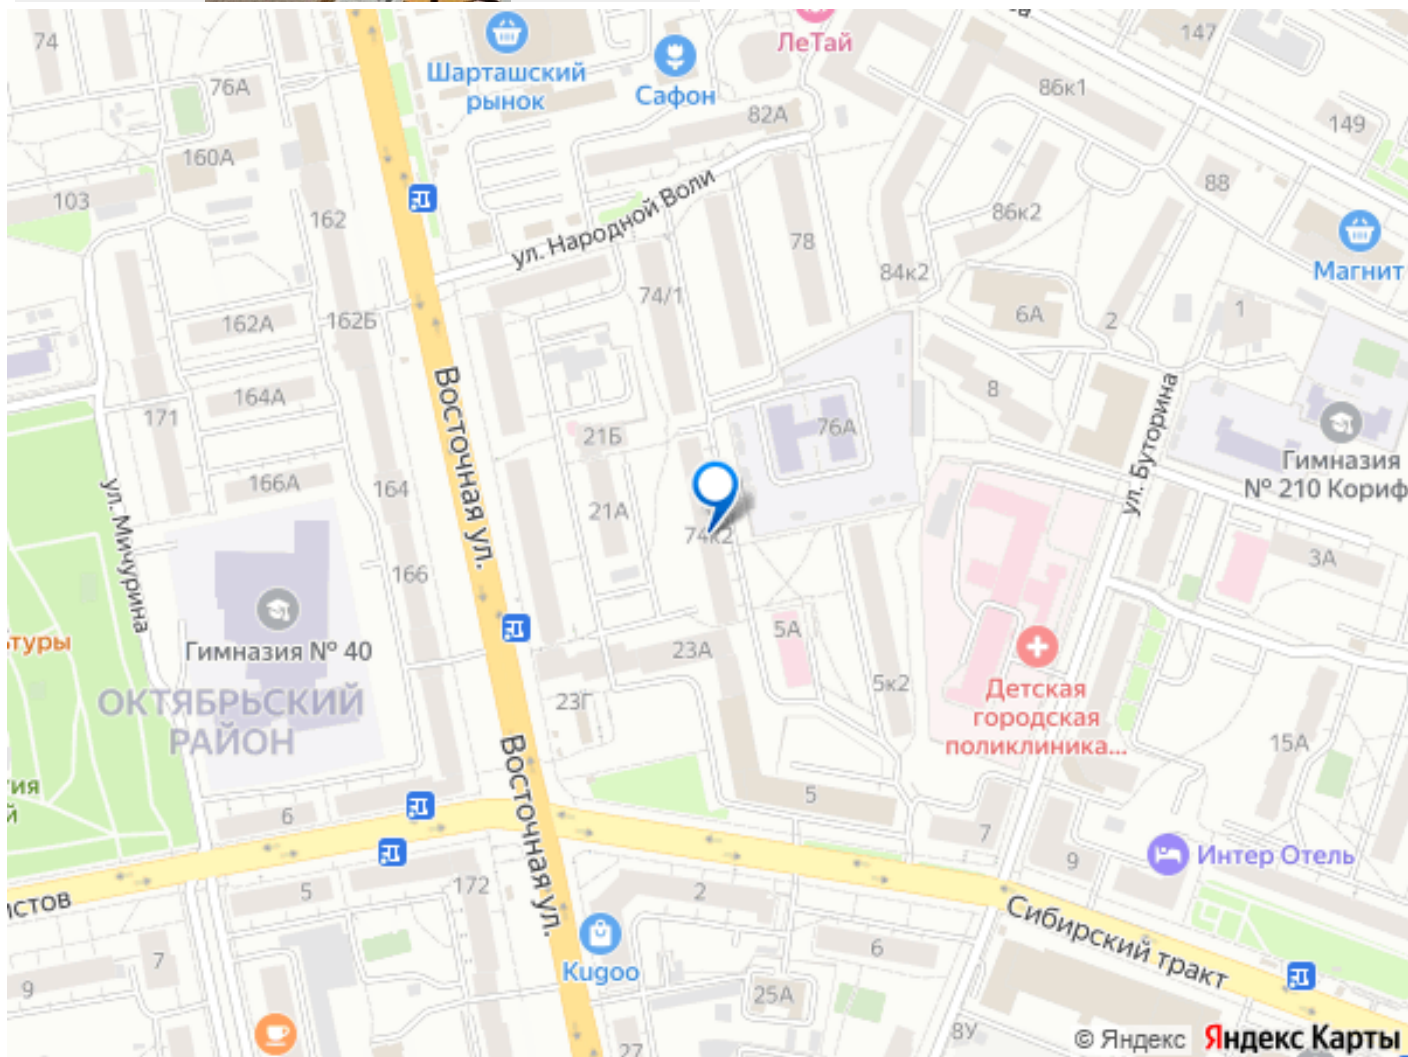 74
76А
160А
103
162
162А
162Б
171
164А
166А
164
166
ул. Мичурина
Гимназия № 40
ОКТЯБРЬСКИЙ
РАЙОН
6
5
172
7
9
Шарташский
рынок
Сафон
ЛеТай
82А
ул. Народной Воли
78
74/1
84к2
86к1
86к2
147
149
88
Магнит
1
6А
2
8
76А
21Б
21А
74к2
Восточная ул.
ул. Буторина
Гимназия
№ 210 Кориф
3А
23А
5А
5к2
23Г
Детская
городская
поликлиника...
15А
Восточная ул.
5
7
9
Интер Отель
2
6
Сибирский тракт
Kugoo
25А
27
8У
© Яндекс Яндекс Карты